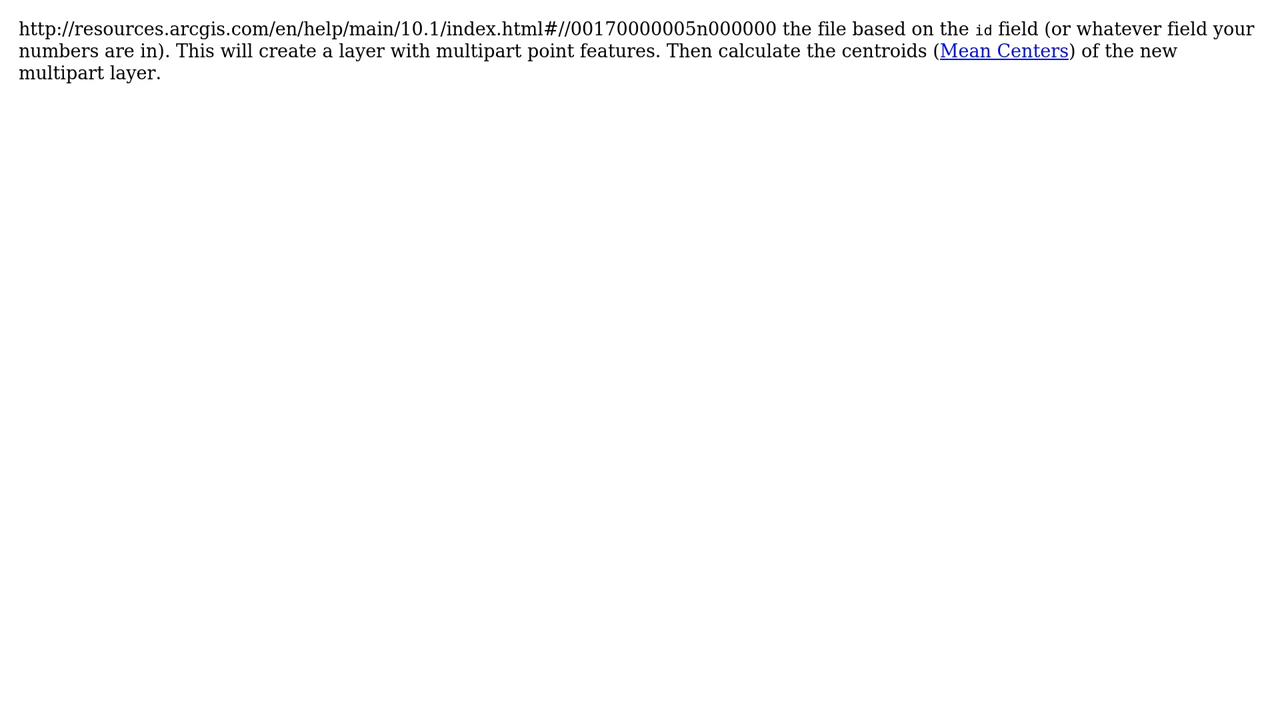 http://resources.arcgis.com/en/help/main/10.1/index.html#//00170000005n000000 the file based on the id field (or whatever field your
numbers are in). This will create a layer with multipart point features. Then calculate the centroids (Mean Centers) of the new
multipart layer.